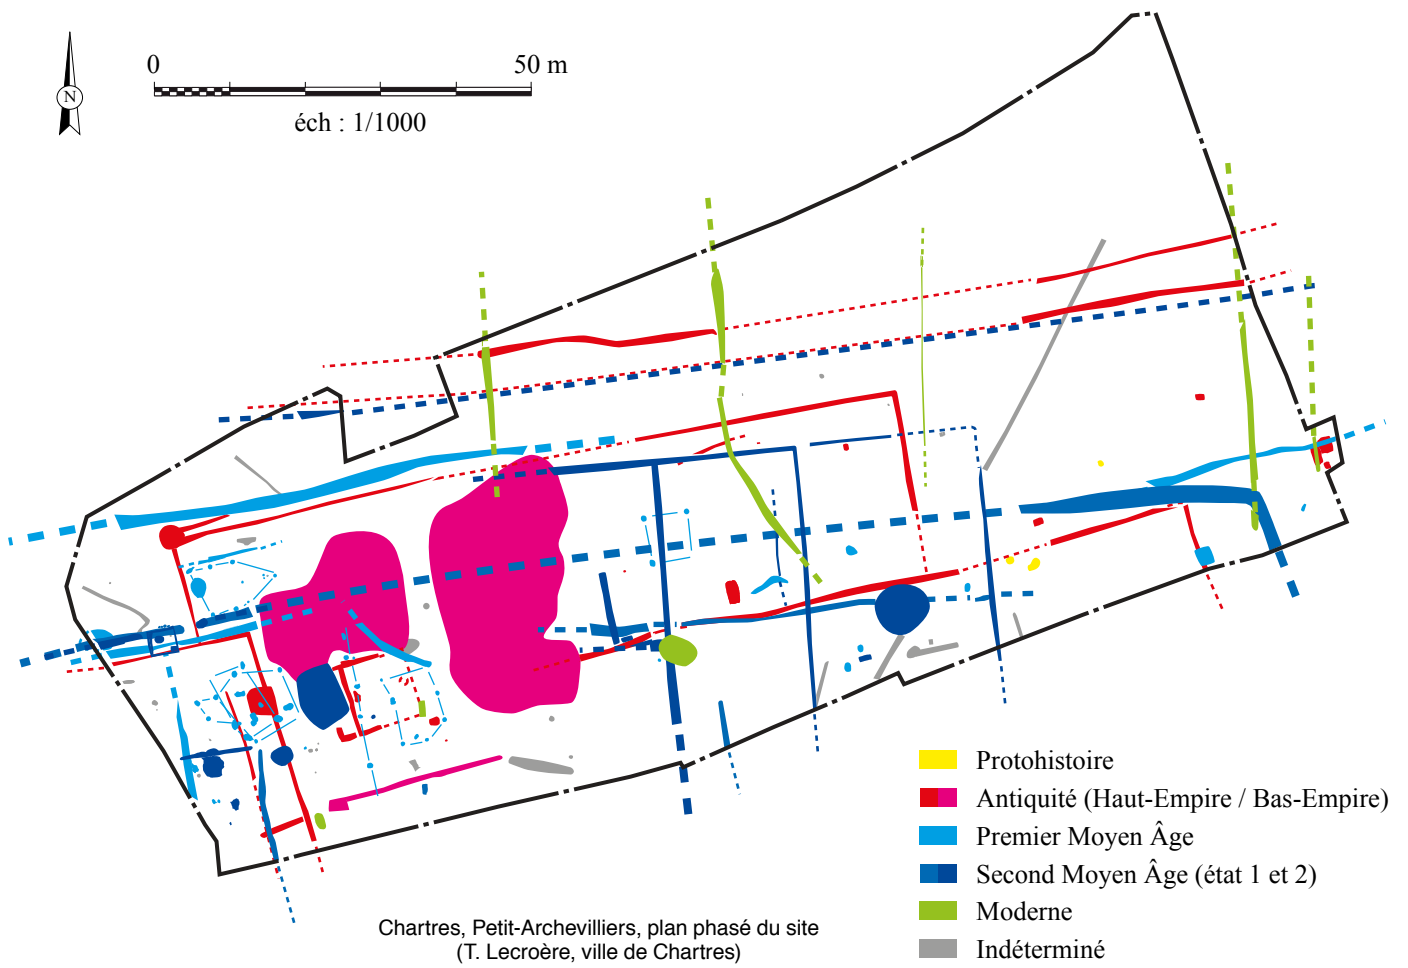 0 50 m
N
éch : 1/1000
Protohistoire
Antiquité (Haut-Empire / Bas-Empire)
Premier Moyen Âge
Second Moyen Âge (état 1 et 2)
Moderne
Indéterminé
Chartres, Petit-Archevilliers, plan phasé du site
(T. Lecroère, ville de Chartres)